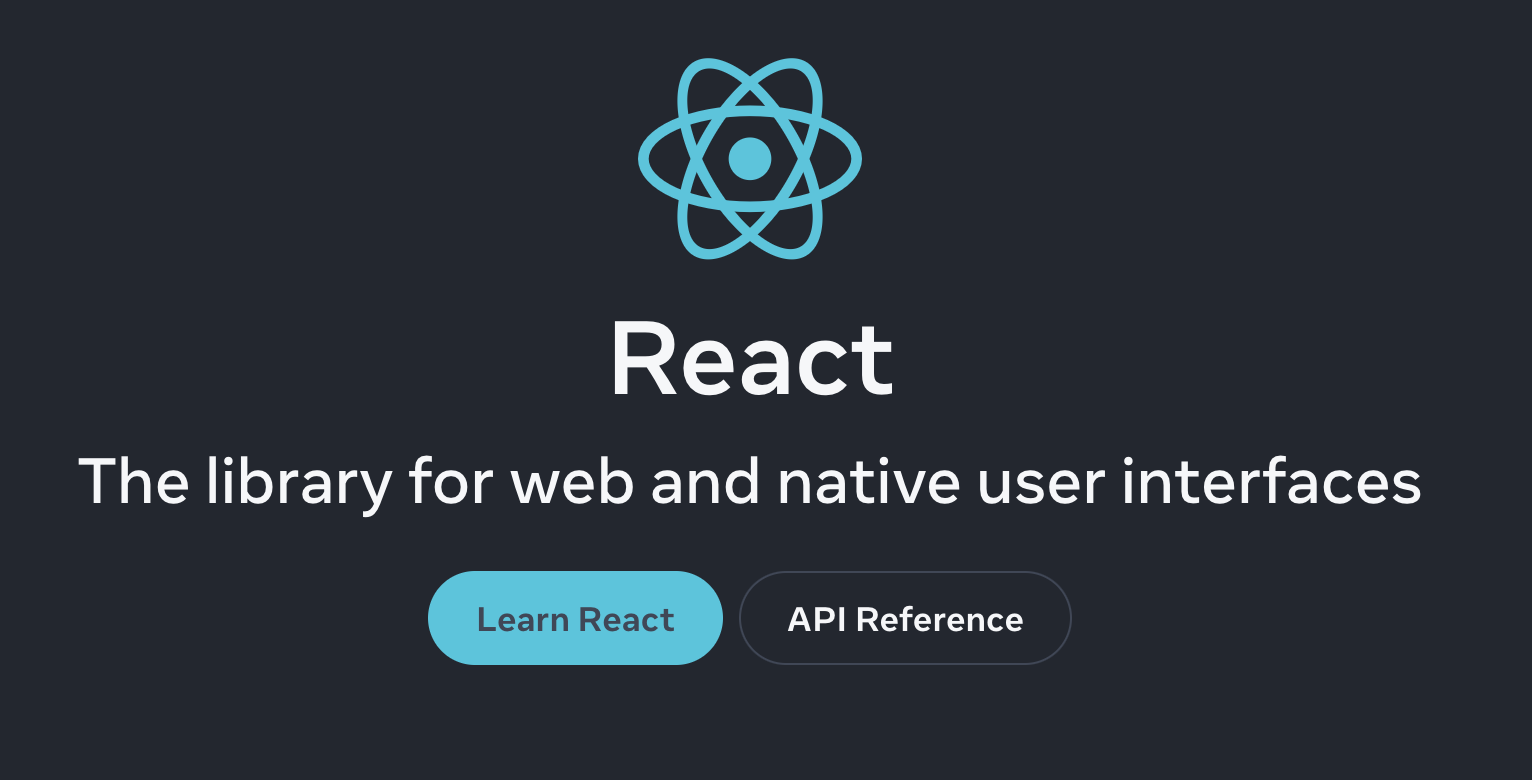 React
The library for web and native user interfaces
Learn React
API Reference